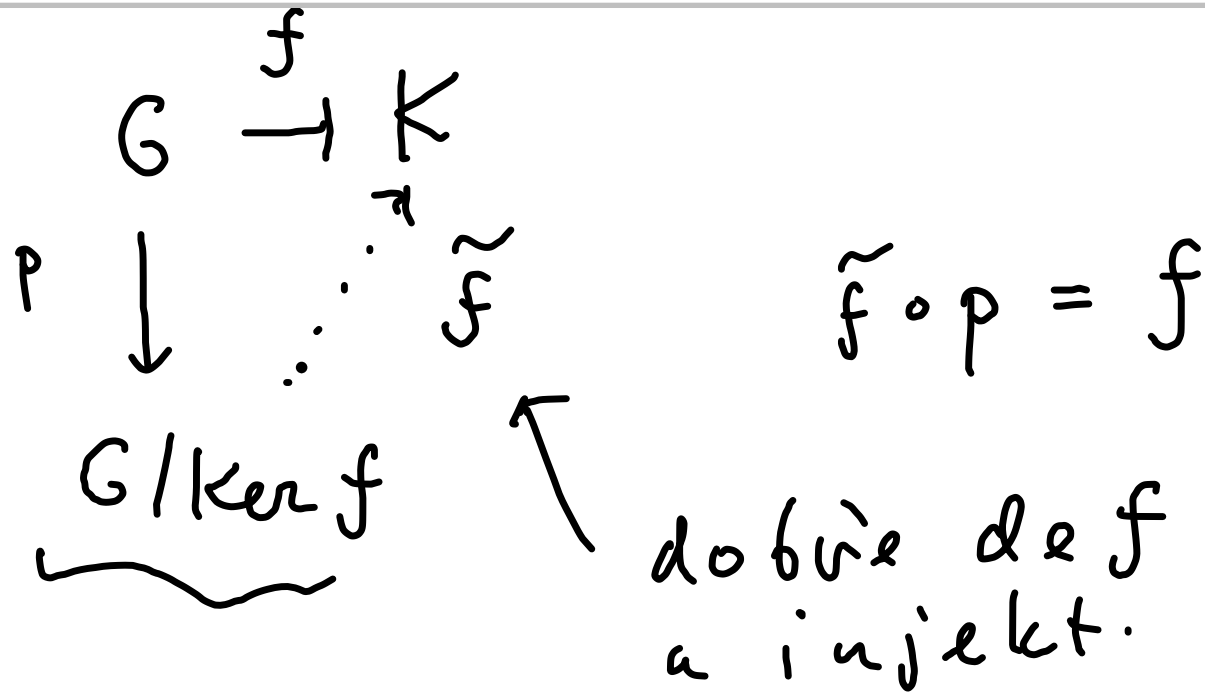 f
G → K
p
f̃
f̃ ∘ p = f
G/Ker f
dobře def
a injekt.